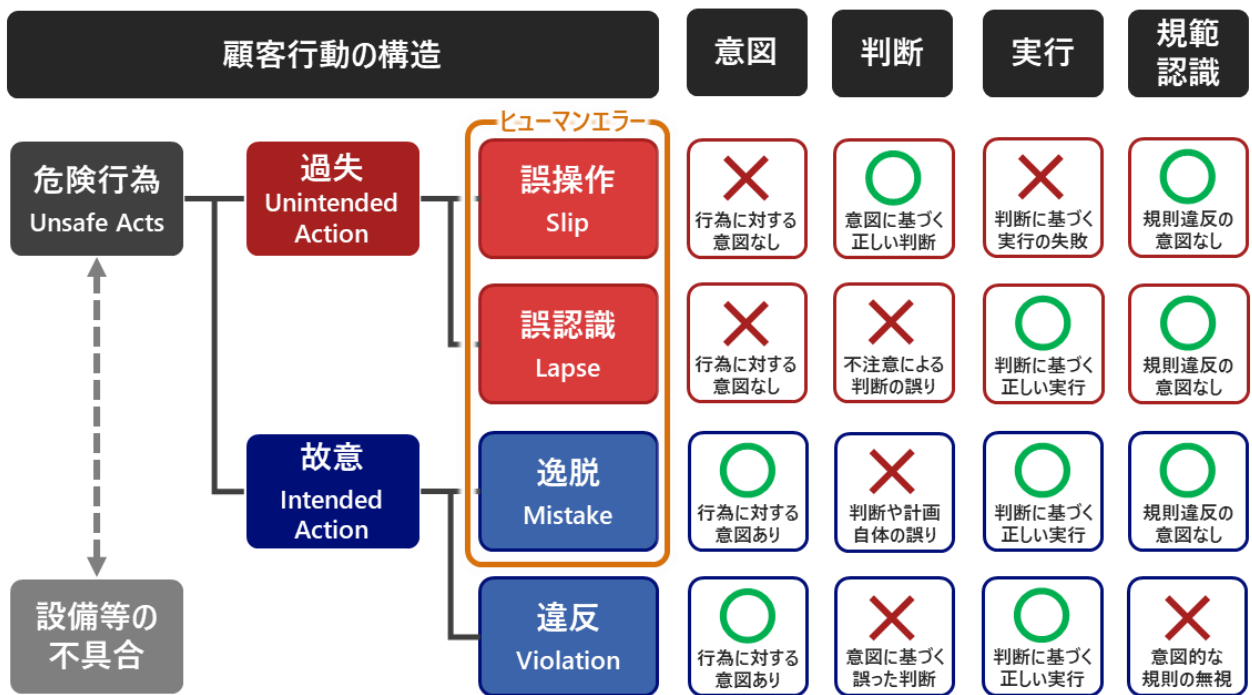 顧客行動の構造
意図
判断
実行
規範
認識
ヒューマンエラー
危険行為
Unsafe Acts
過失
Unintended
Action
誤操作
Slip
行為に対する
意図なし
意図に基づく
正しい判断
判断に基づく
実行の失敗
規則違反の
意図なし
誤認識
Lapse
行為に対する
意図なし
不注意による
判断の誤り
判断に基づく
正しい実行
規則違反の
意図なし
故意
Intended
Action
逸脱
Mistake
行為に対する
意図あり
判断や計画
自体の誤り
判断に基づく
正しい実行
規則違反の
意図なし
設備等の
不具合
違反
Violation
行為に対する
意図あり
意図に基づく
誤った判断
判断に基づく
正しい実行
意図的な
規則の無視